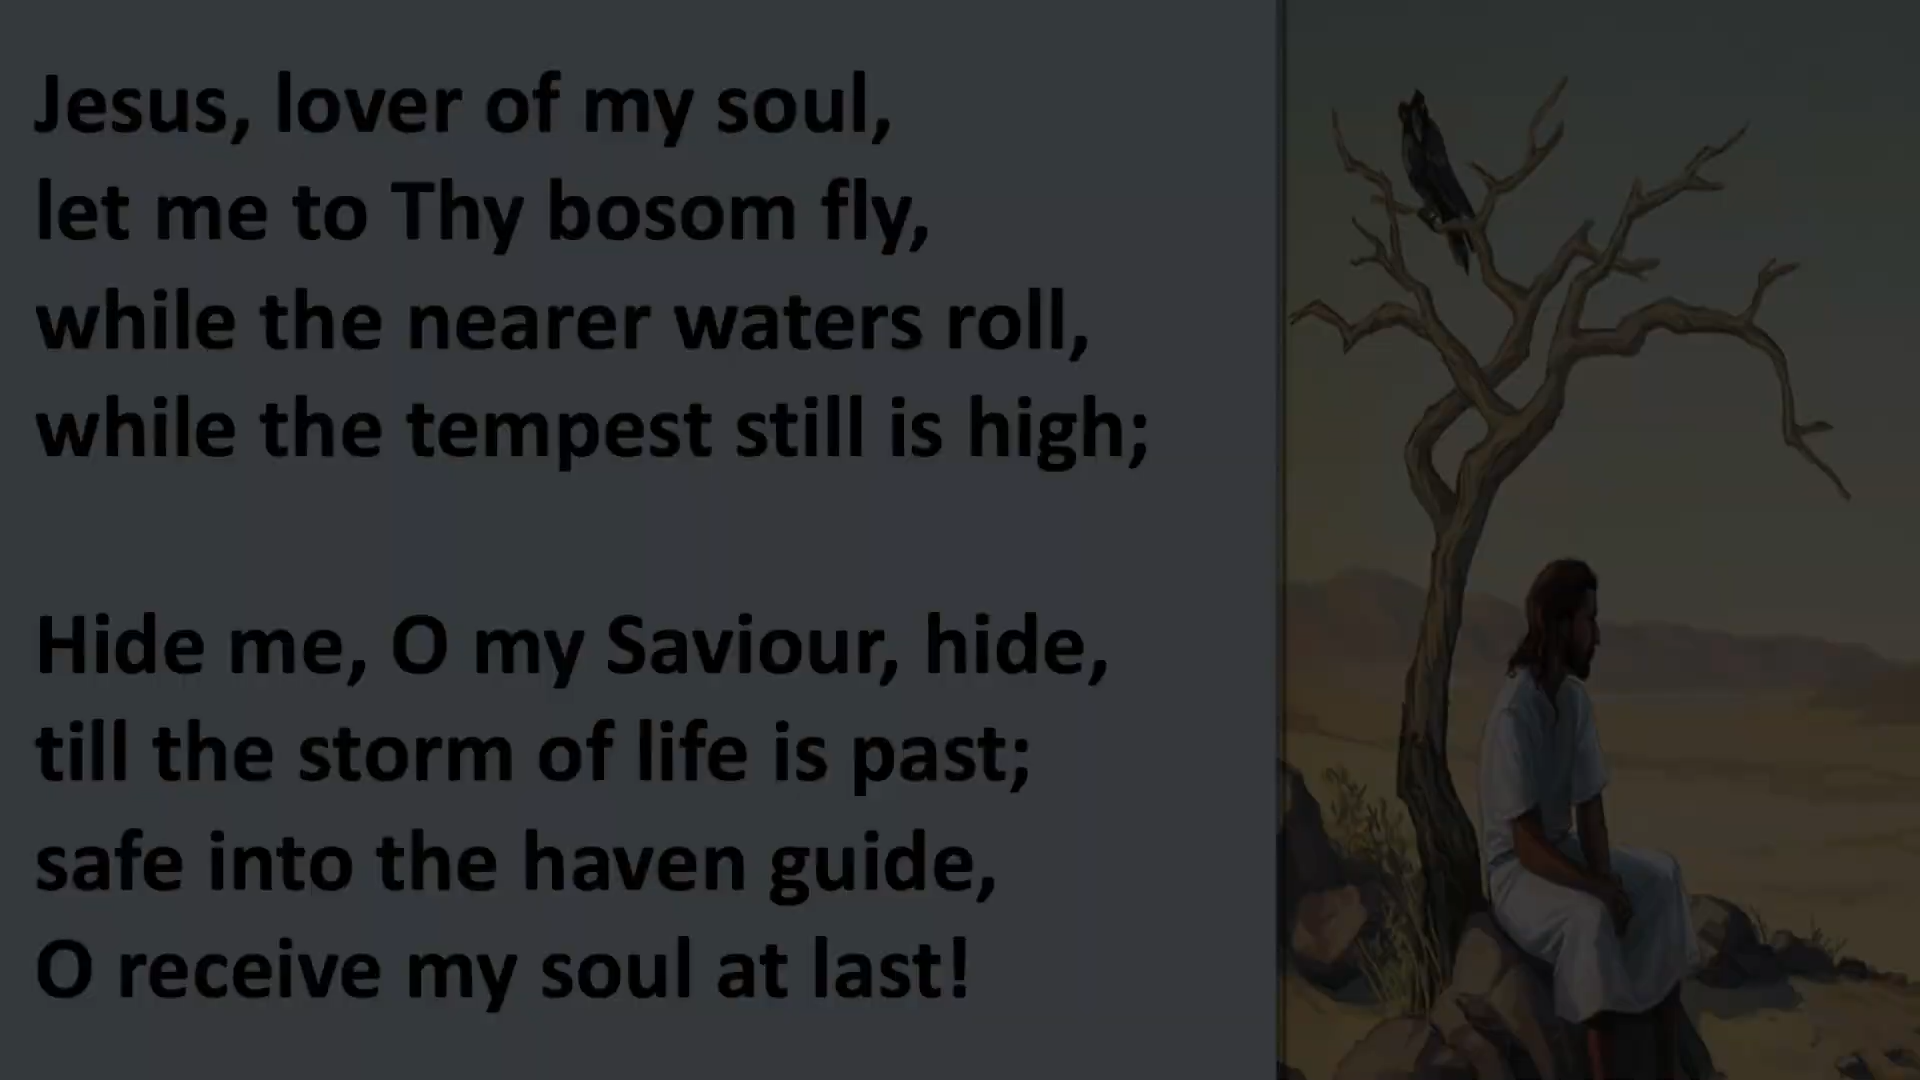 Jesus, lover of my soul,
let me to Thy bosom fly,
while the nearer waters roll,
while the tempest still is high;
Hide me, O my Saviour, hide,
till the storm of life is past;
safe into the haven guide,
O receive my soul at last!